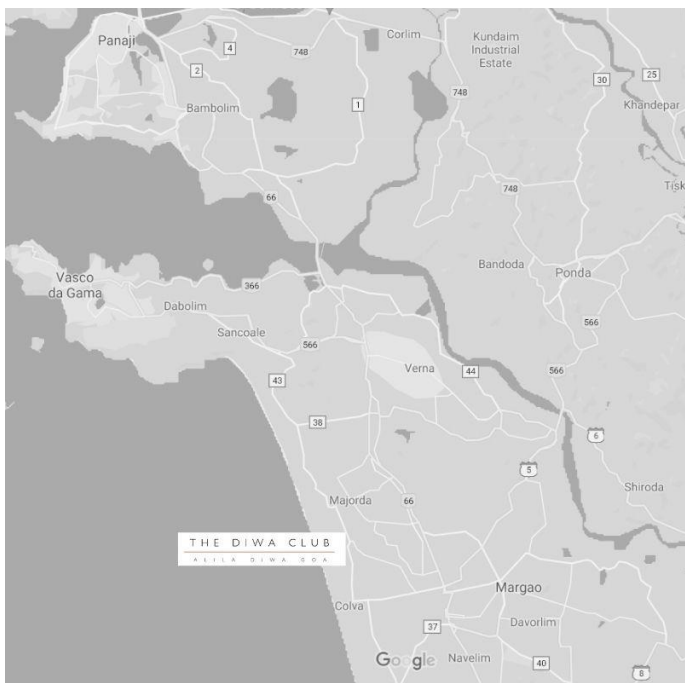 Panaji
4
748
Corlim
Kundaim
Industrial
Estate
2
748
30
25
Bambolim
1
Khandepar
Tisk
748
66
Bandoda
Ponda
Vasco
da Gama
366
Dabolim
Sancoale
566
566
Verna
43
44
566
38
6
5
Majorda
66
Shiroda
THE DIWA CLUB
ALILA DIWA GOA
Margao
Colva
37
Davorlim
Google
Navelim
40
8